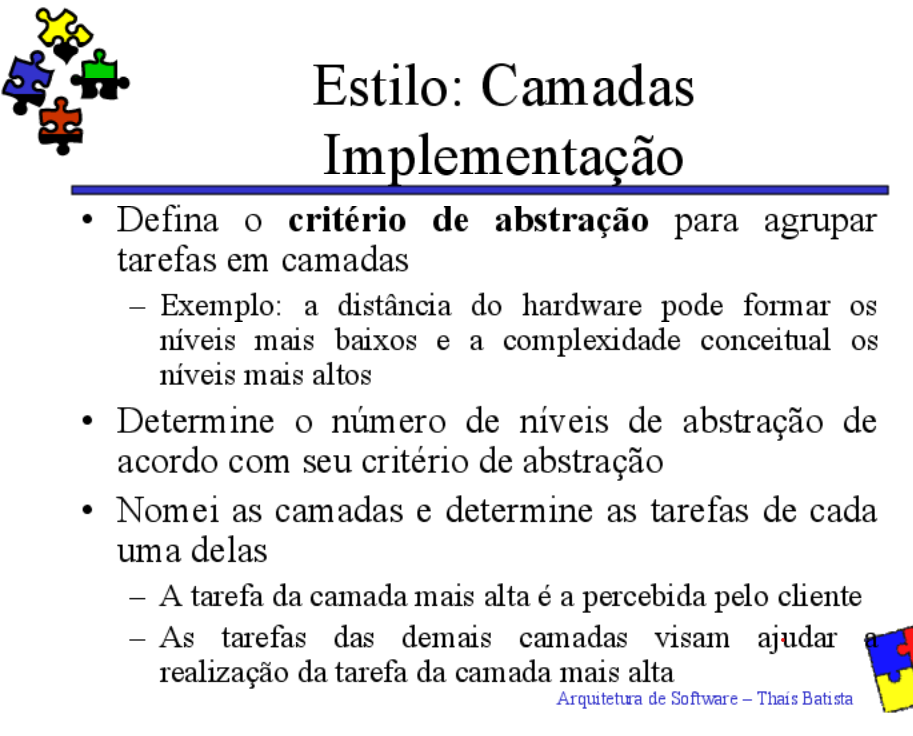 Estilo: Camadas
Implementação
• Defina o critério de abstração para agrupar
tarefas em camadas
– Exemplo: a distância do hardware pode formar os
níveis mais baixos e a complexidade conceitual os
níveis mais altos
• Determine o número de níveis de abstração de
acordo com seu critério de abstração
• Nomei as camadas e determine as tarefas de cada
uma delas
– A tarefa da camada mais alta é a percebida pelo cliente
– As tarefas das demais camadas visam ajudar a
realização da tarefa da camada mais alta
Arquitetura de Software – Thaís Batista